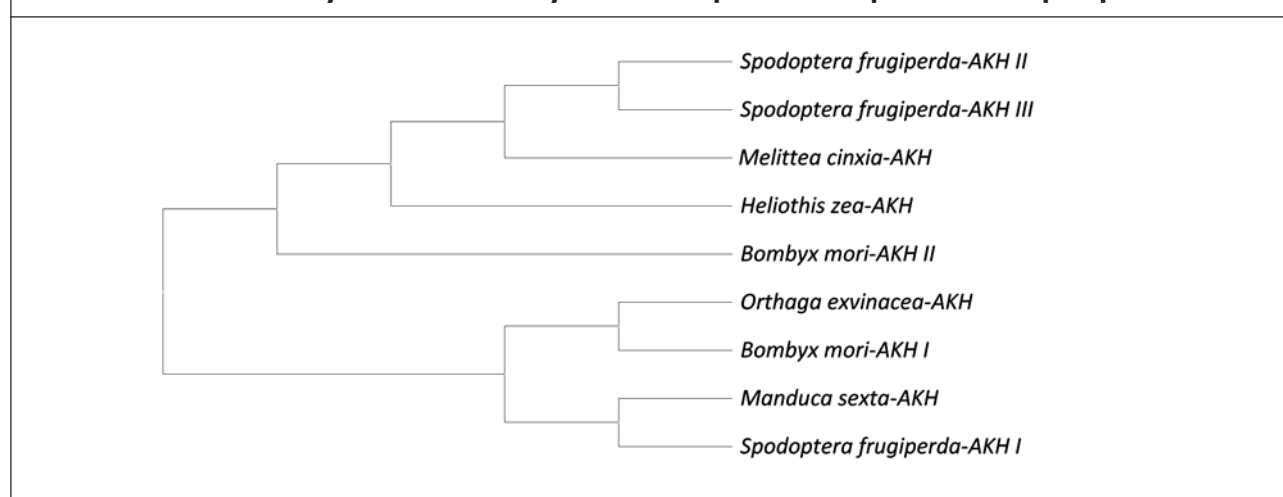 Spodoptera frugiperda-AKH II
Spodoptera frugiperda-AKH III
Melittea cinxia-AKH
Heliothis zea-AKH
Bombyx mori-AKH II
Orthaga exvinacea-AKH
Bombyx mori-AKH I
Manduca sexta-AKH
Spodoptera frugiperda-AKH I